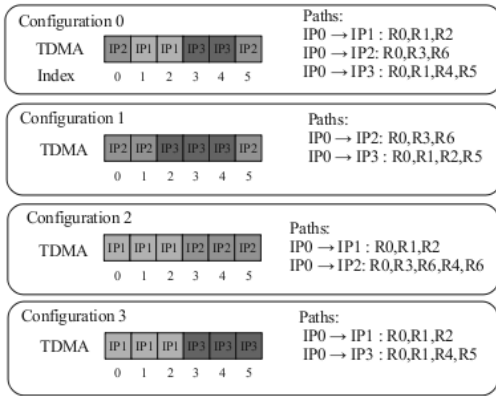 Configuration 0
Paths:
TDMA IP2 IP1 IP1 IP3 IP3 IP2
IP0 → IP1 : R0,R1,R2
IP0 → IP2: R0,R3,R6
Index 0 1 2 3 4 5
IP0 → IP3 : R0,R1,R4,R5
Configuration 1
Paths:
TDMA IP2 IP2 IP3 IP3 IP3 IP2
IP0 → IP2: R0,R3,R6
IP0 → IP3 : R0,R1,R2,R5
0 1 2 3 4 5
Configuration 2
Paths:
TDMA IP1 IP1 IP1 IP2 IP2 IP2
IP0 → IP1 : R0,R1,R2
IP0 → IP2: R0,R3,R6,R4,R6
0 1 2 3 4 5
Configuration 3
Paths:
TDMA IP1 IP1 IP1 IP3 IP3 IP3
IP0 → IP1 : R0,R1,R2
IP0 → IP3 : R0,R1,R4,R5
0 1 2 3 4 5